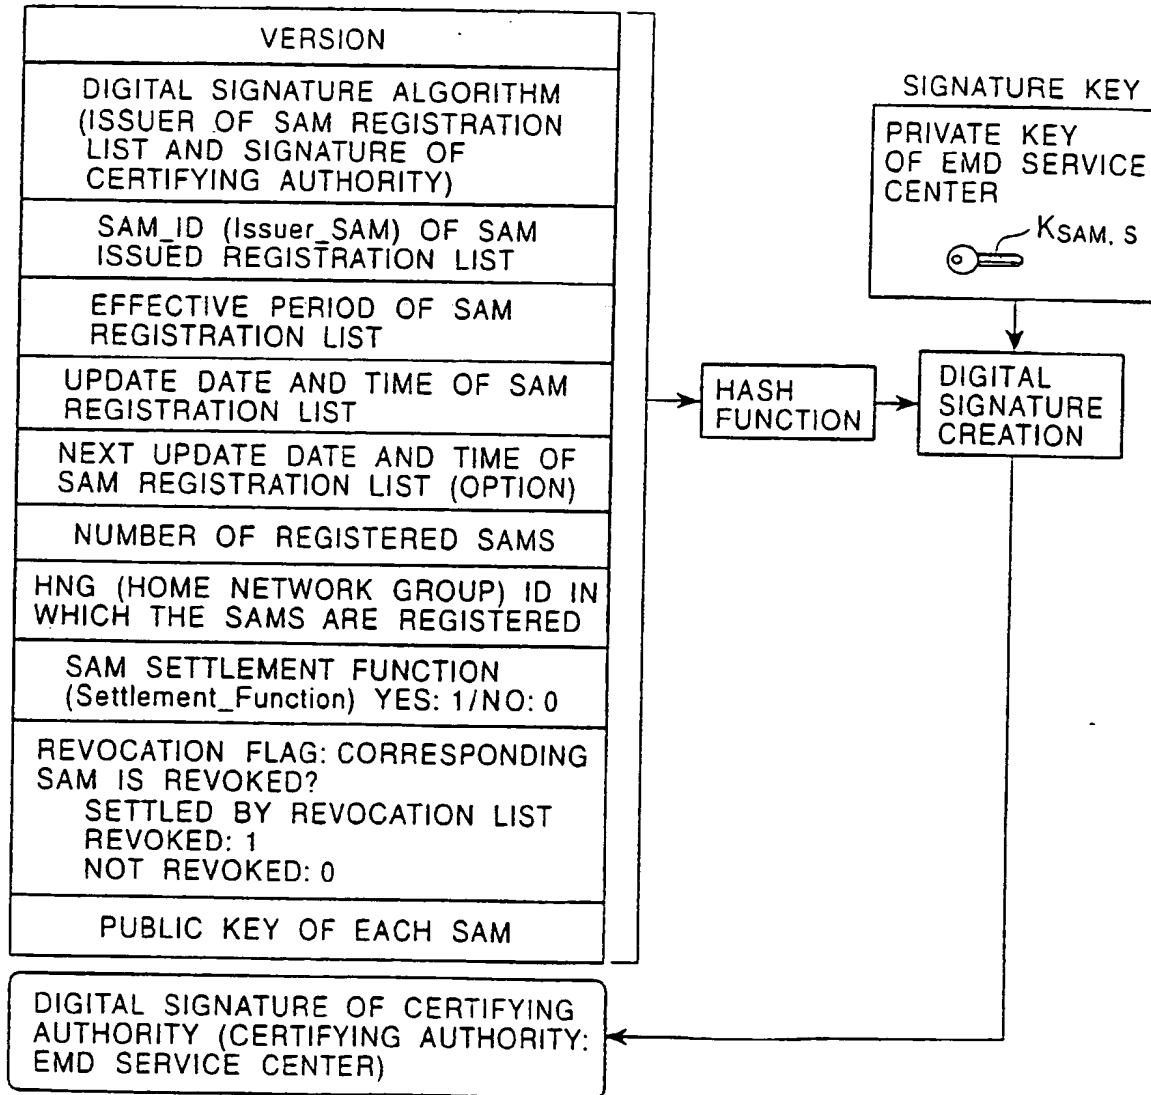 VERSION
DIGITAL SIGNATURE ALGORITHM
(ISSUER OF SAM REGISTRATION
LIST AND SIGNATURE OF
CERTIFYING AUTHORITY)
SAM_ID (Issuer_SAM) OF SAM
ISSUED REGISTRATION LIST
EFFECTIVE PERIOD OF SAM
REGISTRATION LIST
UPDATE DATE AND TIME OF SAM
REGISTRATION LIST
NEXT UPDATE DATE AND TIME OF
SAM REGISTRATION LIST (OPTION)
NUMBER OF REGISTERED SAMS
HNG (HOME NETWORK GROUP) ID IN
WHICH THE SAMS ARE REGISTERED
SAM SETTLEMENT FUNCTION
(Settlement_Function) YES: 1/NO: 0
REVOCATION FLAG: CORRESPONDING
SAM IS REVOKED?
SETTLED BY REVOCATION LIST
REVOKED: 1
NOT REVOKED: 0
PUBLIC KEY OF EACH SAM
DIGITAL SIGNATURE OF CERTIFYING
AUTHORITY (CERTIFYING AUTHORITY:
EMD SERVICE CENTER)
HASH
FUNCTION
SIGNATURE KEY
PRIVATE KEY
OF EMD SERVICE
CENTER
KSAM, S
DIGITAL
SIGNATURE
CREATION